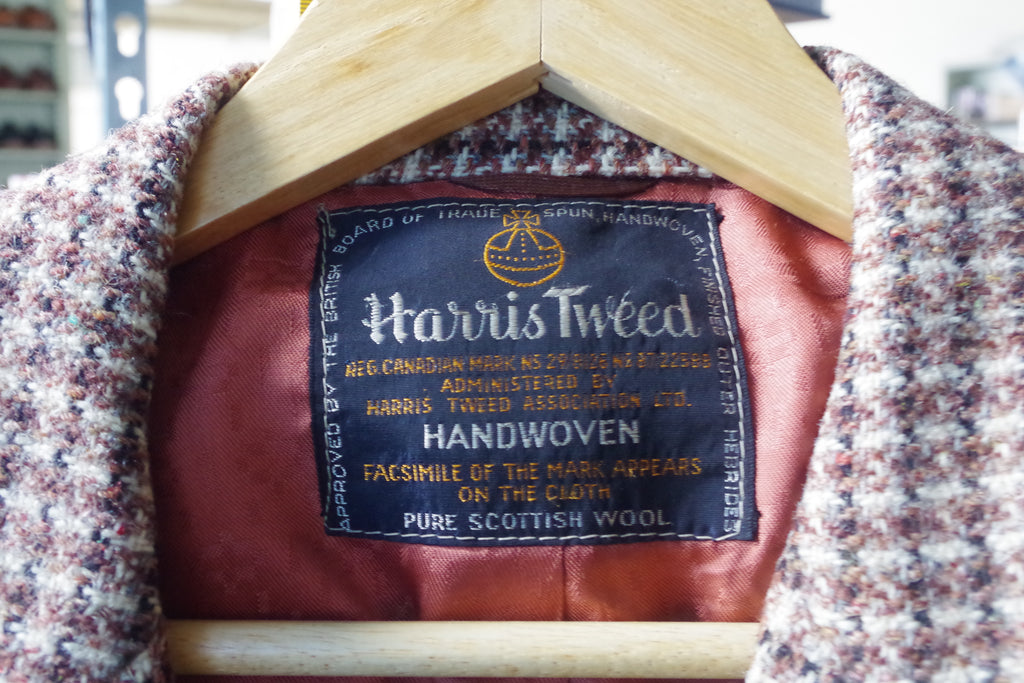 APPROVED BY THE BRITISH BOARD OF TRADE SPUN, HANDWOVEN, FINISHED OUTER HEBRIDES
Harris Tweed
REG. CANADIAN MARK NS
ADMINISTERED BY
HARRIS TWEED ASSOCIATION LTD.
HANDWOVEN
FACSIMILE OF THE MARK APPEARS
ON THE CLOTH
PURE SCOTTISH WOOL